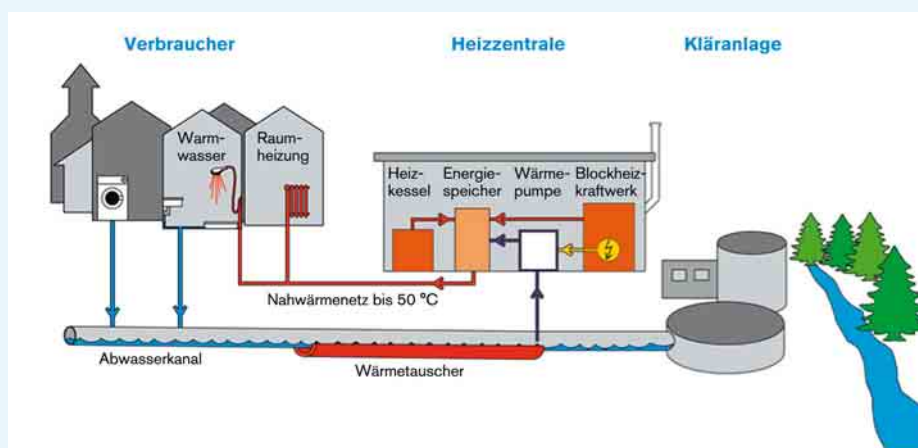 Verbraucher
Heizzentrale
Kläranlage
Warm-
wasser
Raum-
heizung
Heiz-
kessel
Energie-
speicher
Wärme-
pumpe
Blockheiz-
kraftwerk
Nahwärmenetz bis 50 °C
Abwasserkanal
Wärmetauscher